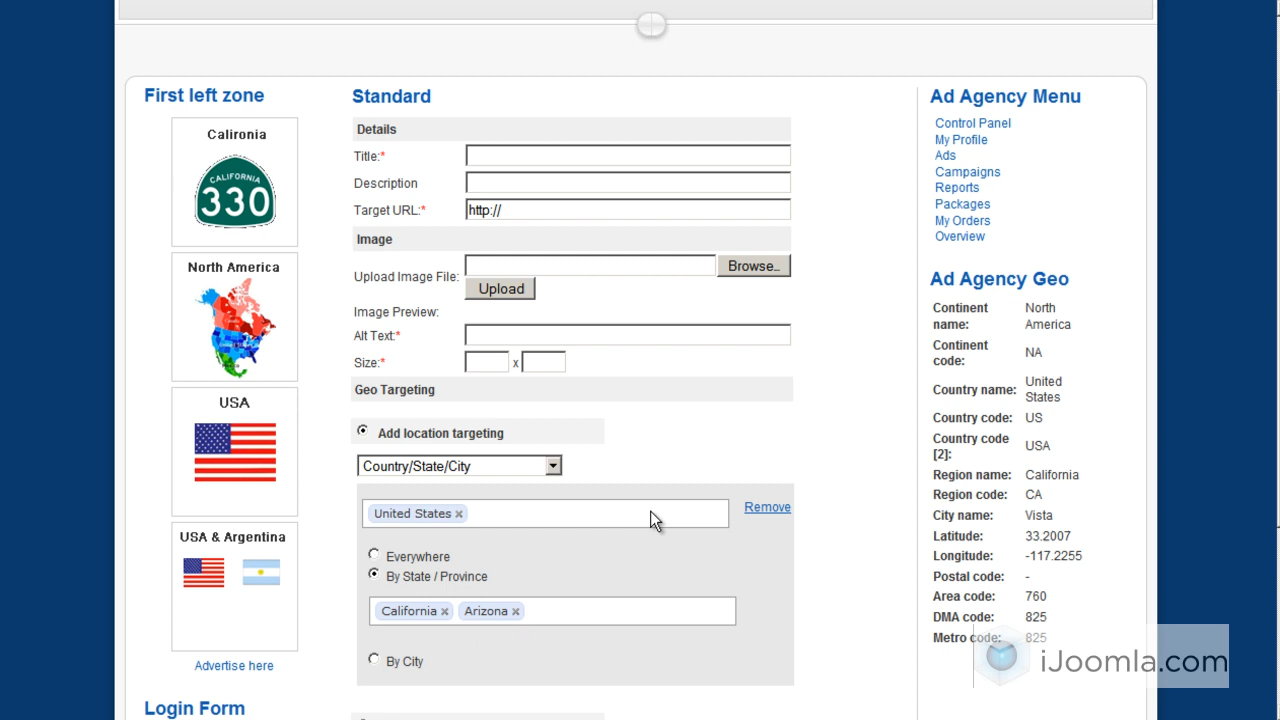 First left zone
Calironia
CALIFORNIA
330
North America
USA
USA & Argentina
Advertise here
Login Form
Standard
Details
Title:*
Description
Target URL:* http://
Image
Upload Image File: Browse...
Upload
Image Preview:
Alt Text:*
Size:* x
Geo Targeting
Add location targeting
Country/State/City
United States × Remove
Everywhere
By State / Province
California × Arizona ×
By City
Ad Agency Menu
Control Panel
My Profile
Ads
Campaigns
Reports
Packages
My Orders
Overview
Ad Agency Geo
Continent North
name: America
Continent
code: NA
Country name: United
States
Country code: US
Country code
[2]: USA
Region name: California
Region code: CA
City name: Vista
Latitude: 33.2007
Longitude: -117.2255
Postal code: -
Area code: 760
DMA code: 825
Metro code: 825
iJoomla.com